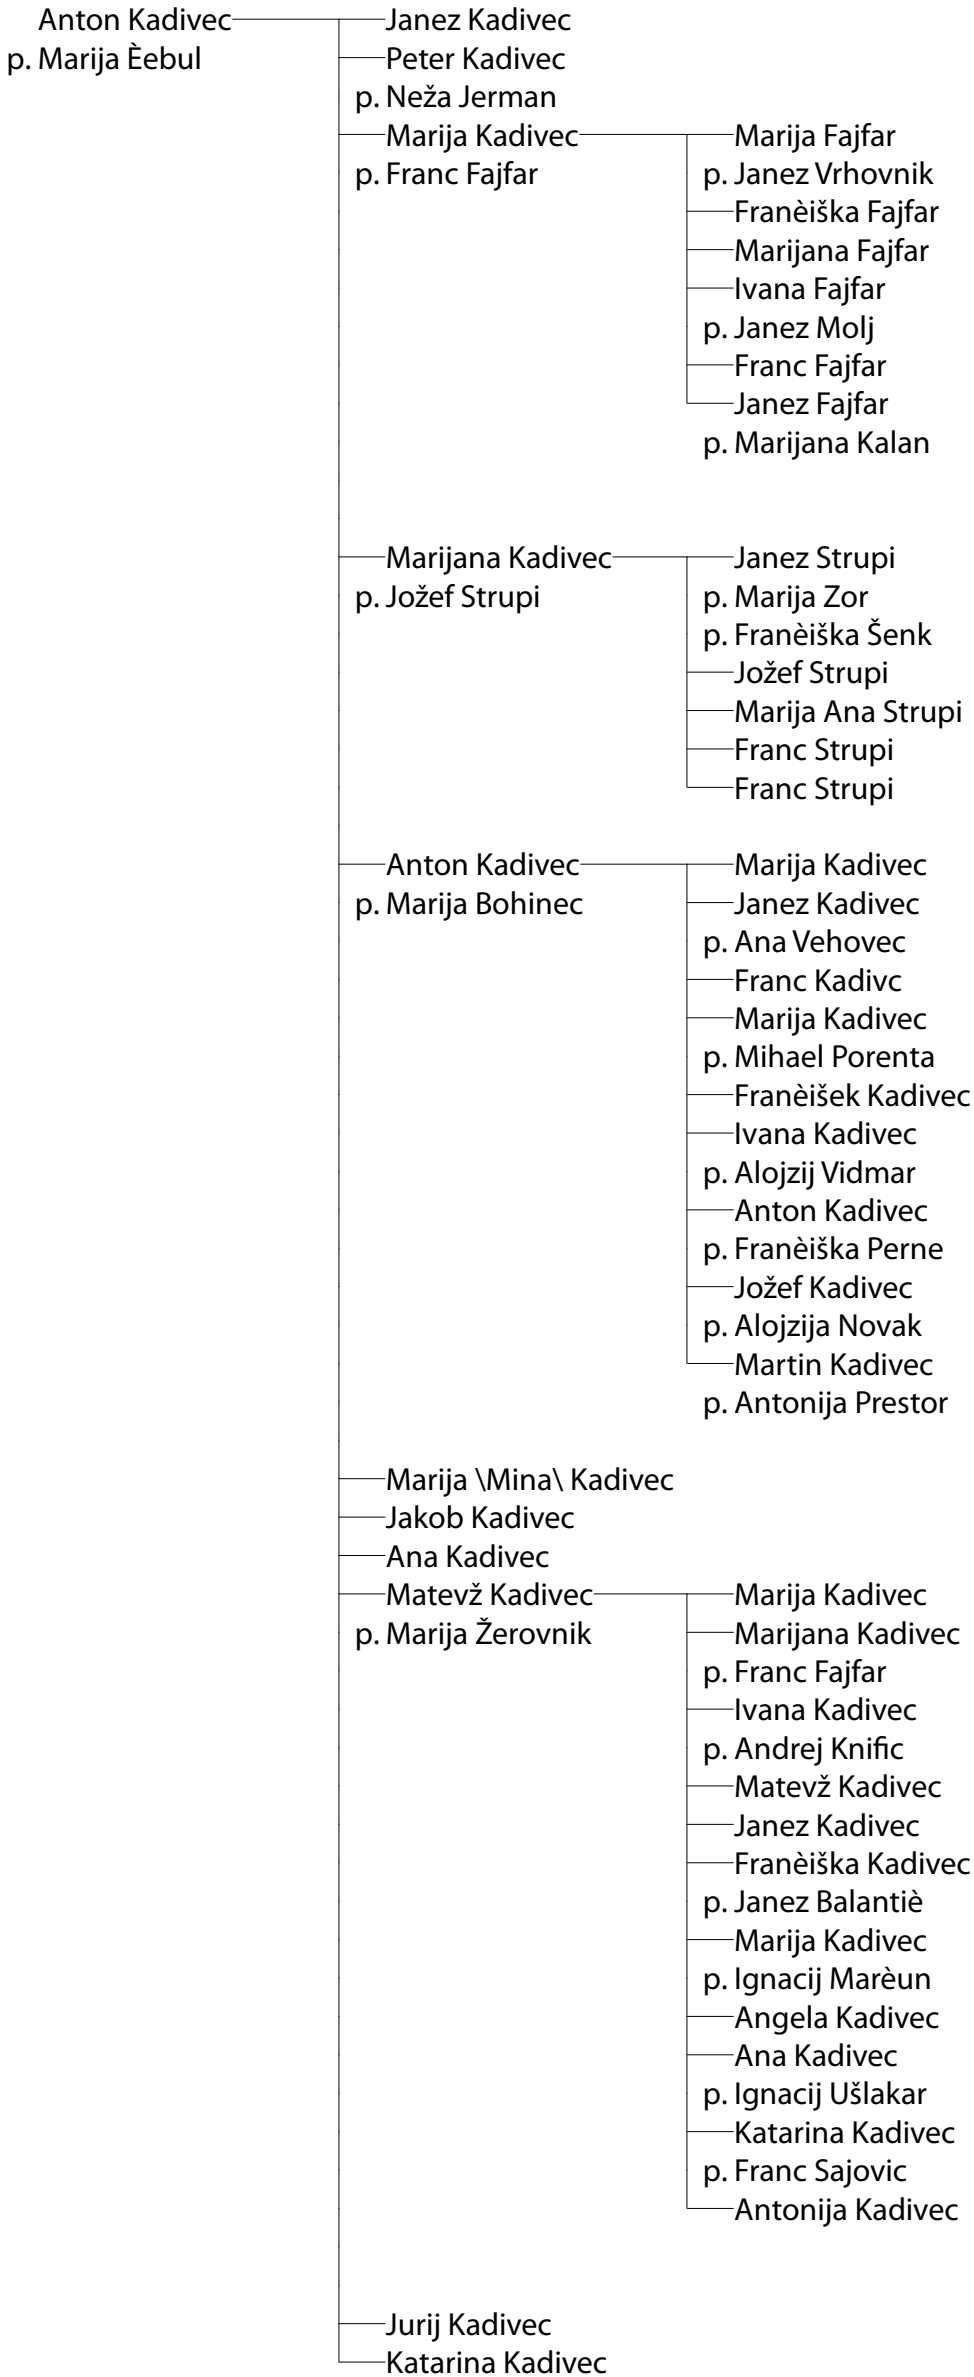 Anton Kadivec
p. Marija Èebul
Janez Kadivec
Peter Kadivec
p. Neža Jerman
Marija Kadivec
p. Franc Fajfar
Marija Fajfar
p. Janez Vrhovnik
Franèiška Fajfar
Marijana Fajfar
Ivana Fajfar
p. Janez Molj
Franc Fajfar
Janez Fajfar
p. Marijana Kalan
Marijana Kadivec
p. Jožef Strupi
Janez Strupi
p. Marija Zor
p. Franèiška Šenk
Jožef Strupi
Marija Ana Strupi
Franc Strupi
Franc Strupi
Anton Kadivec
p. Marija Bohinec
Marija Kadivec
Janez Kadivec
p. Ana Vehovec
Franc Kadivc
Marija Kadivec
p. Mihael Porenta
Franèišek Kadivec
Ivana Kadivec
p. Alojzij Vidmar
Anton Kadivec
p. Franèiška Perne
Jožef Kadivec
p. Alojzija Novak
Martin Kadivec
p. Antonija Prestor
Marija \Mina\ Kadivec
Jakob Kadivec
Ana Kadivec
Matevž Kadivec
p. Marija Žerovnik
Marija Kadivec
Marijana Kadivec
p. Franc Fajfar
Ivana Kadivec
p. Andrej Knific
Matevž Kadivec
Janez Kadivec
Franèiška Kadivec
p. Janez Balantiè
Marija Kadivec
p. Ignacij Marèun
Angela Kadivec
Ana Kadivec
p. Ignacij Ušlakar
Katarina Kadivec
p. Franc Sajovic
Antonija Kadivec
Jurij Kadivec
Katarina Kadivec